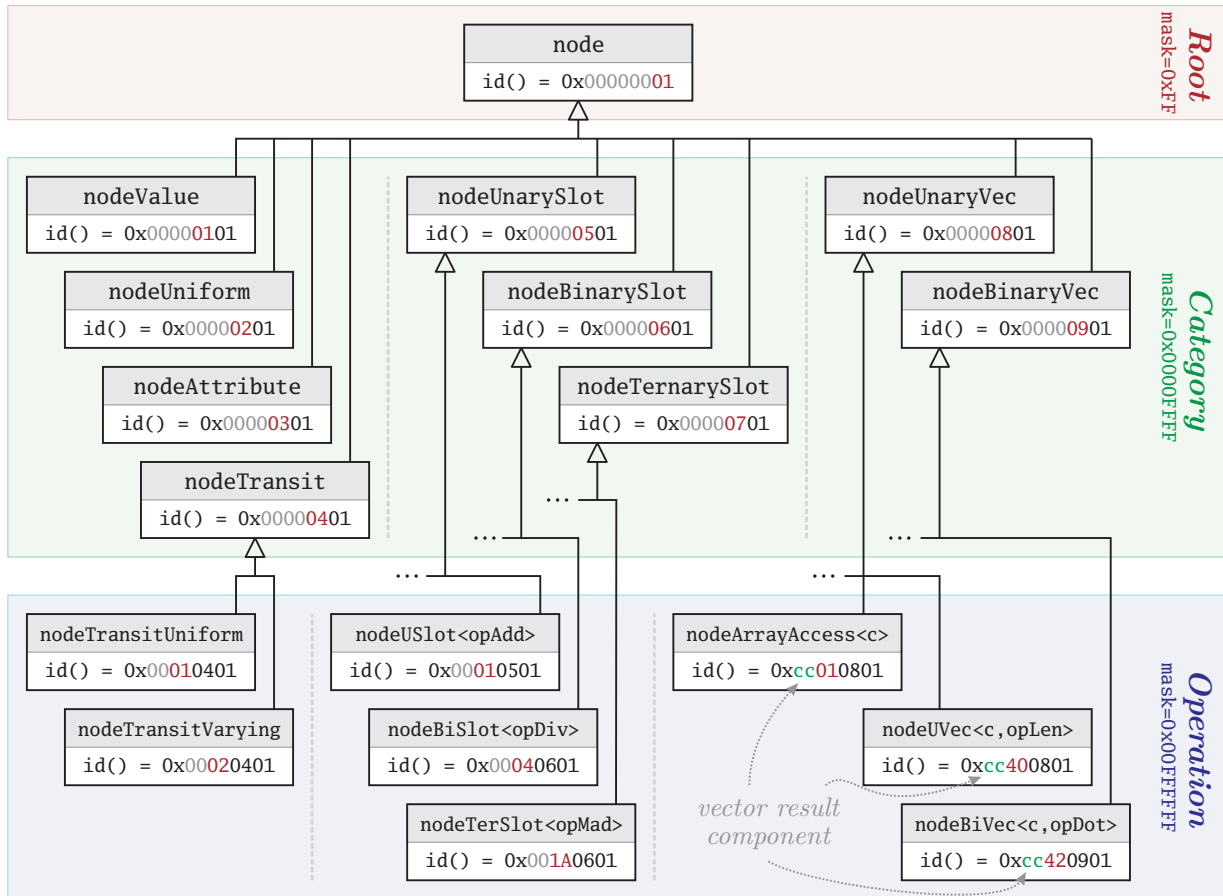 node
id() = 0x00000001
Root
mask=0xFF
nodeValue
id() = 0x00000101
nodeUniform
id() = 0x00000201
nodeAttribute
id() = 0x00000301
nodeTransit
id() = 0x00000401
nodeUnarySlot
id() = 0x00000501
nodeBinarySlot
id() = 0x00000601
nodeTernarySlot
id() = 0x00000701
...
...
...
nodeUnaryVec
id() = 0x00000801
nodeBinaryVec
id() = 0x00000901
...
...
Category
mask=0x0000FFFF
nodeTransitUniform
id() = 0x00010401
nodeTransitVarying
id() = 0x00020401
nodeUSlot<opAdd>
id() = 0x00010501
nodeBiSlot<opDiv>
id() = 0x00040601
nodeTerSlot<opMad>
id() = 0x001A0601
nodeArrayAccess<c>
id() = 0xcc010801
nodeUVec<c,opLen>
id() = 0xcc400801
nodeBiVec<c,opDot>
id() = 0xcc420901
vector result
component
Operation
mask=0x00FFFFFF